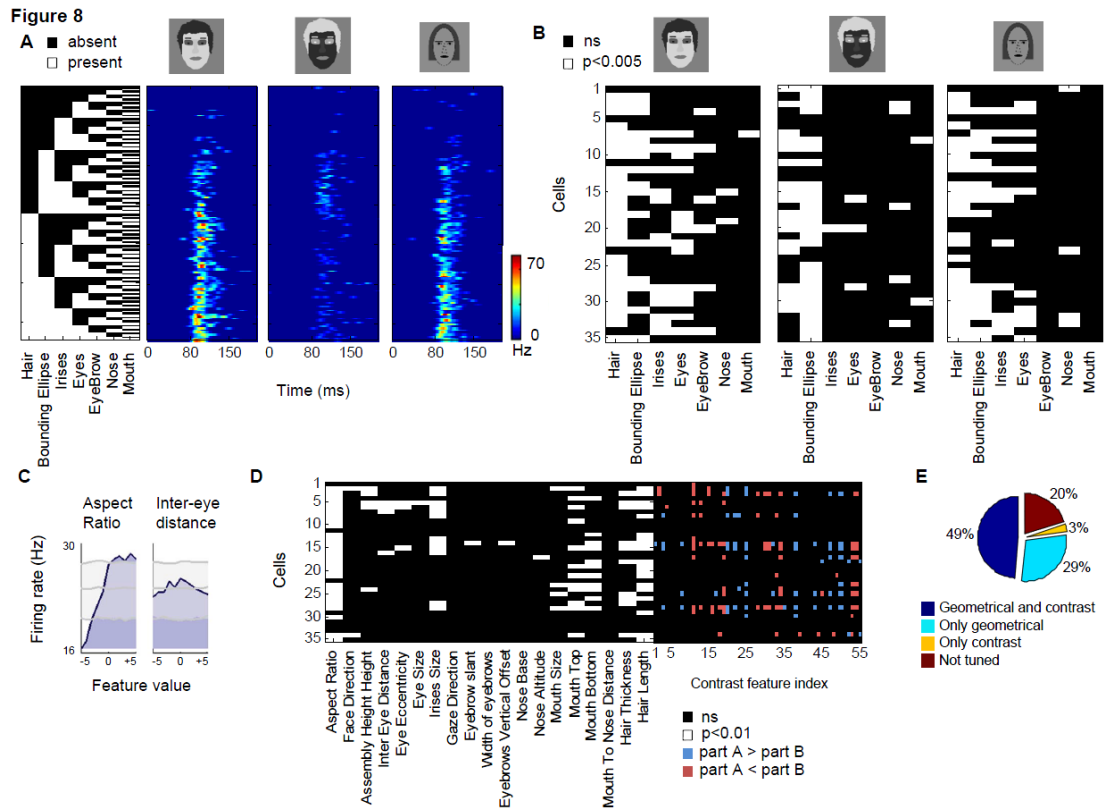 Figure 8
A
absent
present
Hair
Bounding Ellipse
Irises
Eyes
EyeBrow
Nose
Mouth
0 80 150
0 80 150
0 80 150
Time (ms)
70
0
Hz
B
ns
p<0.005
Cells
1
5
10
15
20
25
30
35
Hair
Bounding Ellipse
Irises
Eyes
EyeBrow
Nose
Mouth
Hair
Bounding Ellipse
Irises
Eyes
EyeBrow
Nose
Mouth
Hair
Bounding Ellipse
Irises
Eyes
EyeBrow
Nose
Mouth
C
Aspect
Ratio
Inter-eye
distance
Firing rate (Hz)
30
16
-5 0 +5
-5 0 +5
Feature value
D
Cells
1
5
10
15
20
25
30
35
Aspect Ratio
Face Direction
Assembly Height Height
Inter Eye Distance
Eye Eccentricity
Eye Size
Irises Size
Gaze Direction
Eyebrow slant
Width of eyebrows
Eyebrows Vertical Offset
Nose Base
Nose Altitude
Mouth Size
Mouth Top
Mouth Bottom
Mouth To Nose Distance
Hair Thickness
Hair Length
1 5 15 25 35 45 55
Contrast feature index
ns
p<0.01
part A > part B
part A < part B
E
20%
3%
29%
49%
Geometrical and contrast
Only geometrical
Only contrast
Not tuned